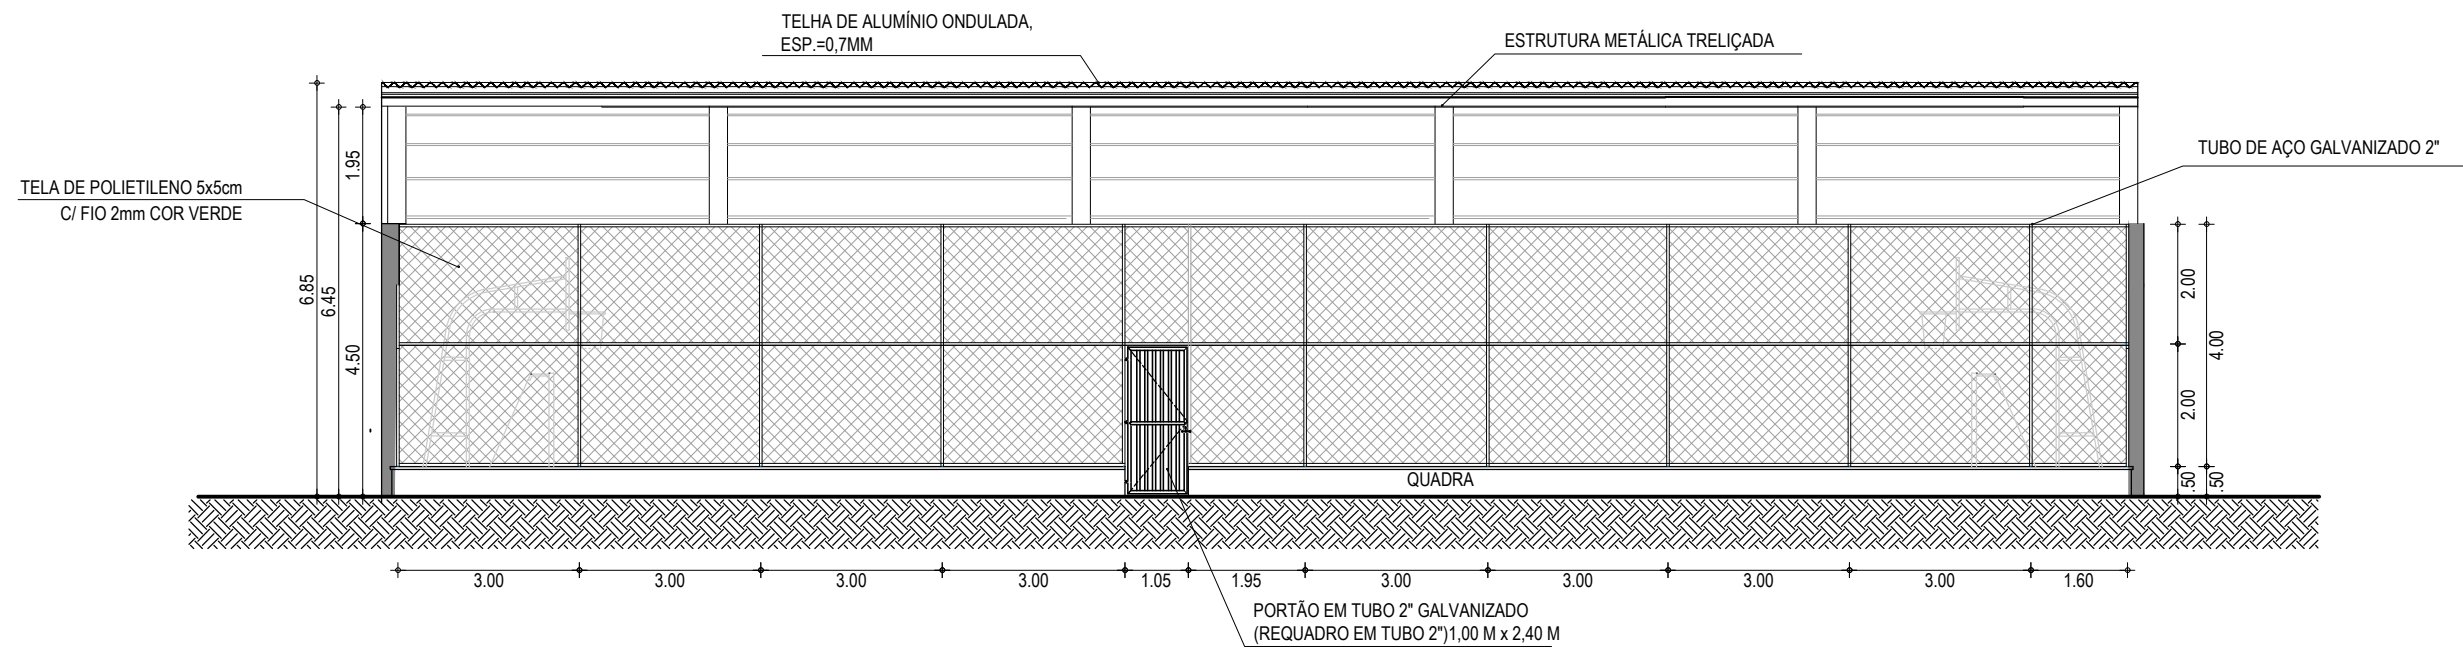 TELHA DE ALUMÍNIO ONDULADA,
ESP.=0,7MM
ESTRUTURA METÁLICA TRELIÇADA
TUBO DE AÇO GALVANIZADO 2"
TELA DE POLIETILENO 5x5cm
C/ FIO 2mm COR VERDE
6.85
6.45
1.95
4.50
2.00
2.00
.50
4.00
.50
QUADRA
3.00 3.00 3.00 3.00 1.05 1.95 3.00 3.00 3.00 3.00 1.60
PORTÃO EM TUBO 2" GALVANIZADO
(REQUADRO EM TUBO 2")1,00 M x 2,40 M